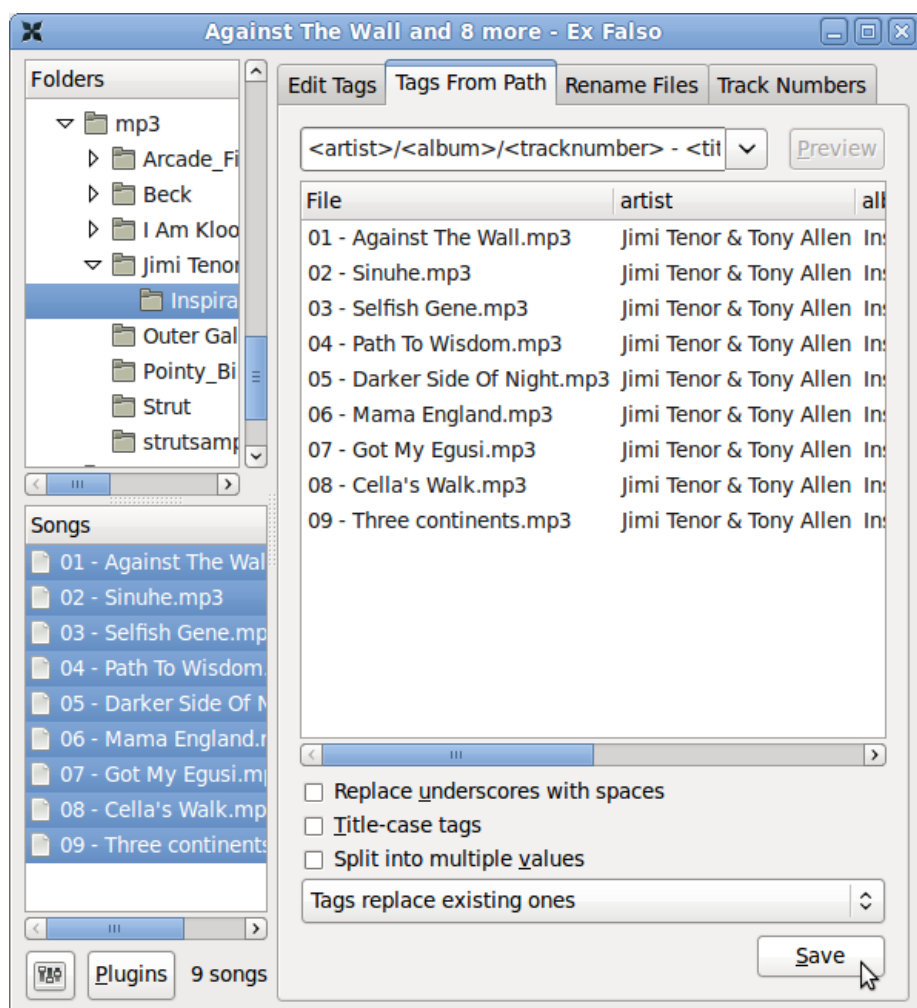 Against The Wall and 8 more - Ex Falso
Folders
mp3
Arcade_Fi
Beck
I Am Kloo
Jimi Tenor
Inspira
Outer Gal
Pointy_Bi
Strut
strutsamp
Songs
01 - Against The Wal
02 - Sinuhe.mp3
03 - Selfish Gene.mp
04 - Path To Wisdom.
05 - Darker Side Of N
06 - Mama England.r
07 - Got My Egusi.mp
08 - Cella's Walk.mp
09 - Three continents
Plugins 9 songs
Edit Tags Tags From Path Rename Files Track Numbers
<artist>/<album>/<tracknumber> - <tit Preview
File artist alb
01 - Against The Wall.mp3 Jimi Tenor & Tony Allen Ins
02 - Sinuhe.mp3 Jimi Tenor & Tony Allen Ins
03 - Selfish Gene.mp3 Jimi Tenor & Tony Allen Ins
04 - Path To Wisdom.mp3 Jimi Tenor & Tony Allen Ins
05 - Darker Side Of Night.mp3 Jimi Tenor & Tony Allen Ins
06 - Mama England.mp3 Jimi Tenor & Tony Allen Ins
07 - Got My Egusi.mp3 Jimi Tenor & Tony Allen Ins
08 - Cella's Walk.mp3 Jimi Tenor & Tony Allen Ins
09 - Three continents.mp3 Jimi Tenor & Tony Allen Ins
Replace underscores with spaces
Title-case tags
Split into multiple values
Tags replace existing ones
Save